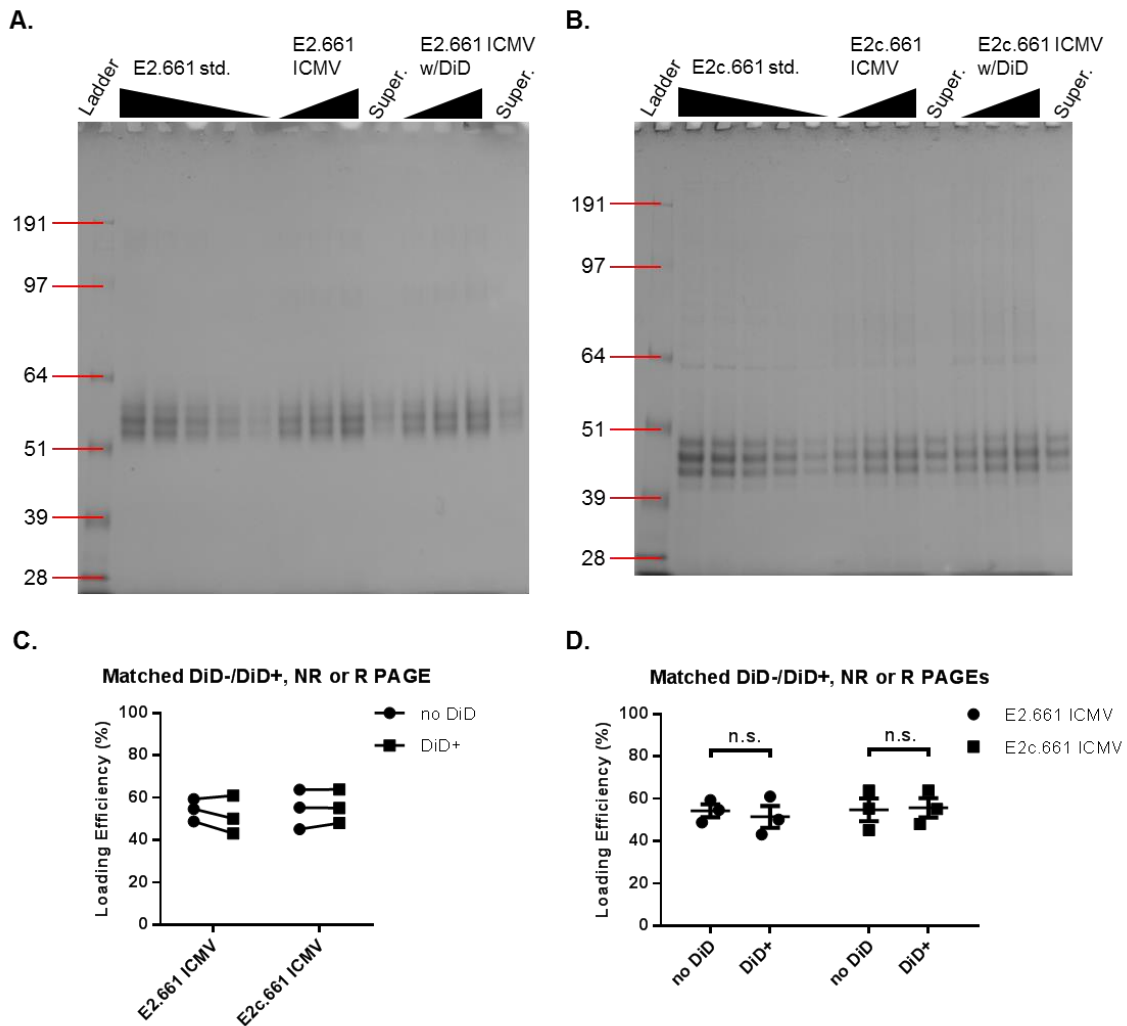 A.
Ladder
E2.661 std.
E2.661
ICMV
Super.
E2.661 ICMV
w/DiD
Super.
191
97
64
51
39
28
B.
Ladder
E2c.661 std.
E2c.661
ICMV
Super.
E2c.661 ICMV
w/DiD
Super.
191
97
64
51
39
28
C.
Matched DiD-/DiD+, NR or R PAGE
Loading Efficiency (%)
100
80
60
40
20
0
no DiD
DiD+
E2.661 ICMV
E2c.661 ICMV
D.
Matched DiD-/DiD+, NR or R PAGEs
Loading Efficiency (%)
100
80
60
40
20
0
n.s.
n.s.
E2.661 ICMV
E2c.661 ICMV
no DiD
DiD+
no DiD
DiD+